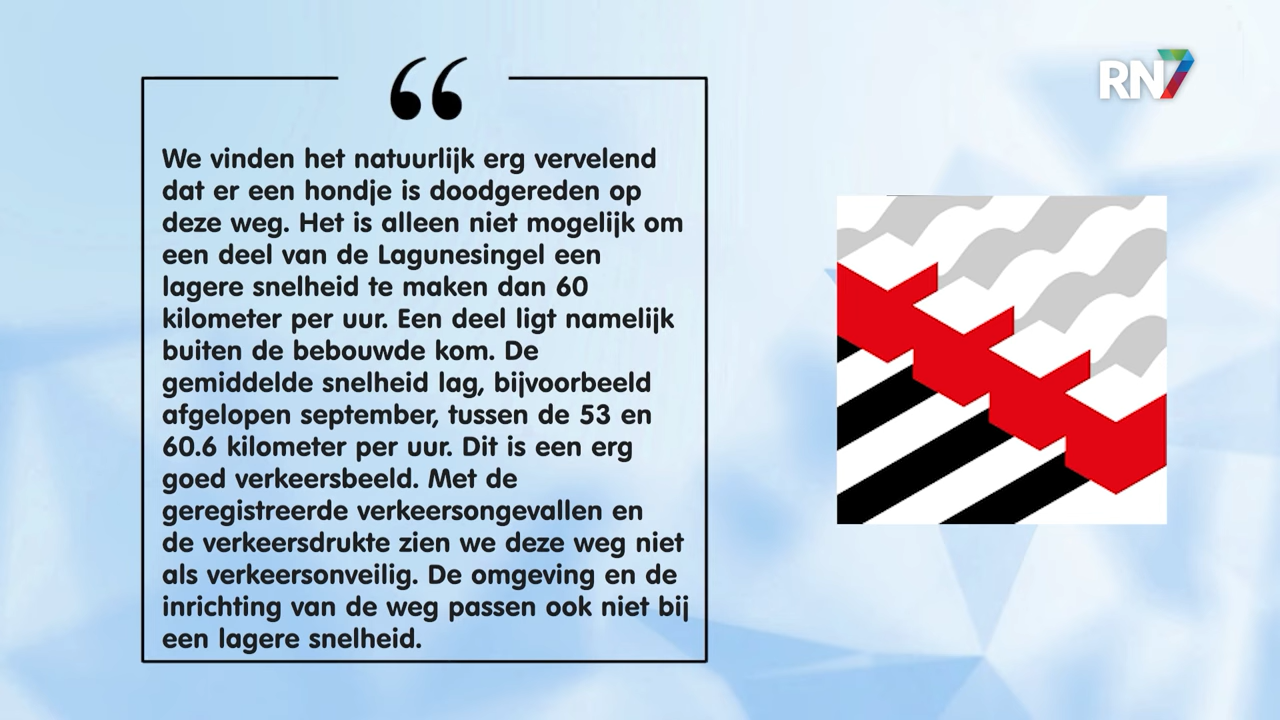 RN7
“
We vinden het natuurlijk erg vervelend
dat er een hondje is doodgereden op
deze weg. Het is alleen niet mogelijk om
een deel van de Lagunesingel een
lagere snelheid te maken dan 60
kilometer per uur. Een deel ligt namelijk
buiten de bebouwde kom. De
gemiddelde snelheid lag, bijvoorbeeld
afgelopen september, tussen de 53 en
60.6 kilometer per uur. Dit is een erg
goed verkeersbeeld. Met de
geregistreerde verkeersongevallen en
de verkeersdrukte zien we deze weg niet
als verkeersonveilig. De omgeving en de
inrichting van de weg passen ook niet bij
een lagere snelheid.